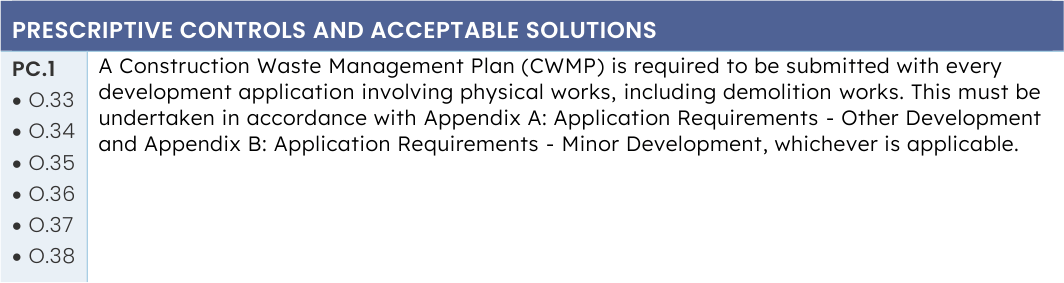 PRESCRIPTIVE CONTROLS AND ACCEPTABLE SOLUTIONS
PC.1
• O.33
• O.34
• O.35
• O.36
• O.37
• O.38
A Construction Waste Management Plan (CWMP) is required to be submitted with every
development application involving physical works, including demolition works. This must be
undertaken in accordance with Appendix A: Application Requirements - Other Development
and Appendix B: Application Requirements - Minor Development, whichever is applicable.